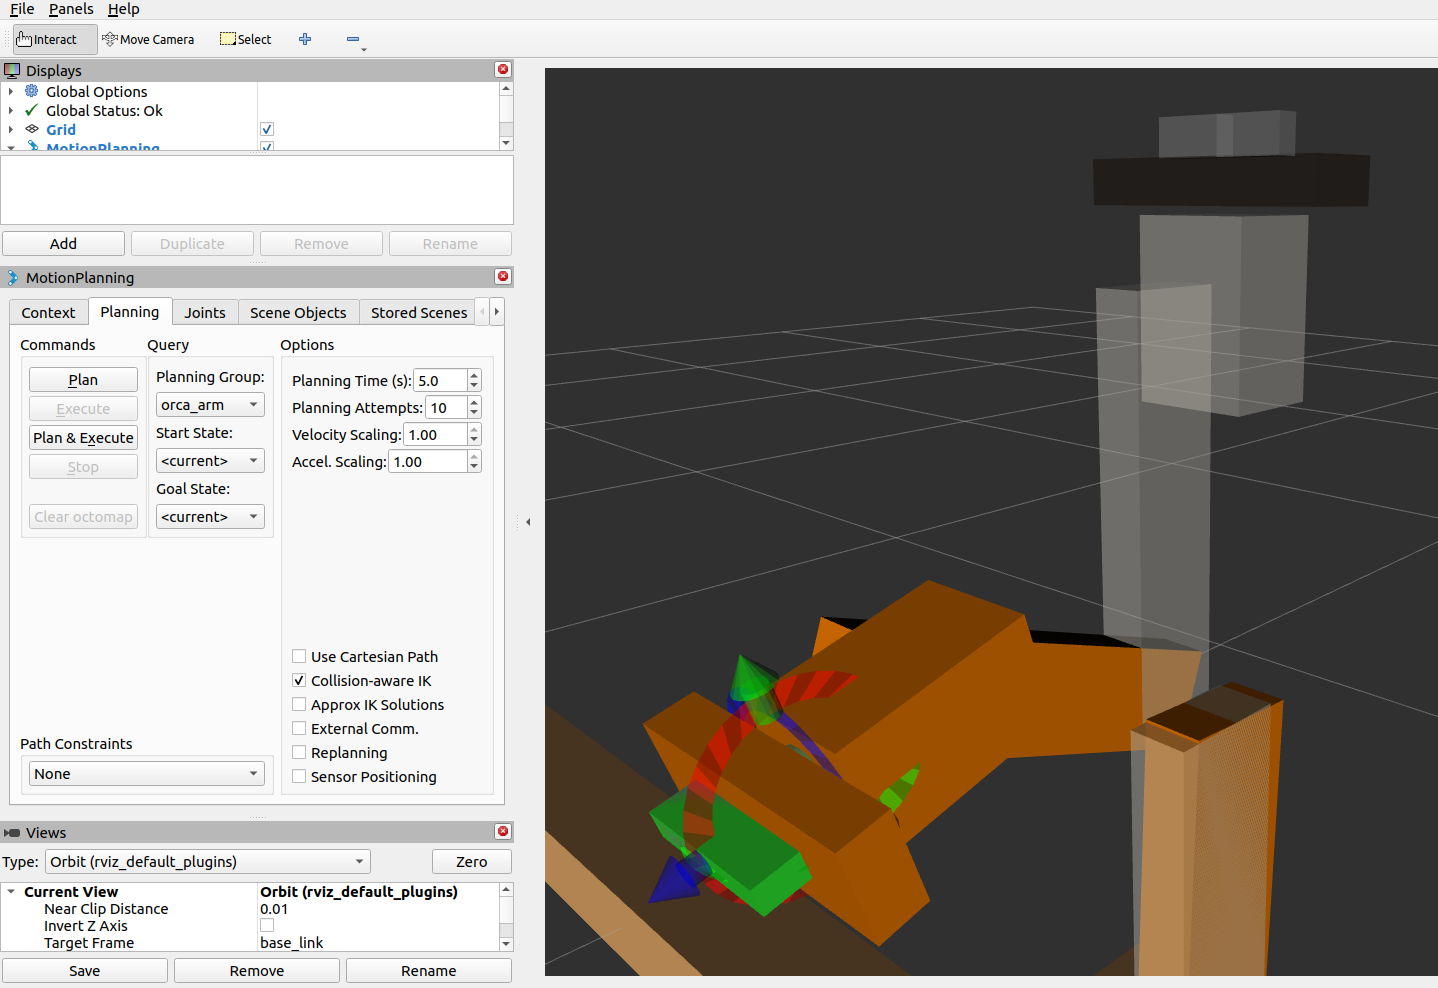 File Panels Help
Interact Move Camera Select
Displays
Global Options
Global Status: Ok
Grid
MotionPlanning
Add Duplicate Remove Rename
MotionPlanning
Context Planning Joints Scene Objects Stored Scenes
Commands Query Options
Plan
Execute
Plan & Execute
Stop
Clear octomap
Planning Group:
orca_arm
Start State:
<current>
Goal State:
<current>
Planning Time (s): 5.0
Planning Attempts: 10
Velocity Scaling: 1.00
Accel. Scaling: 1.00
Use Cartesian Path
Collision-aware IK
Approx IK Solutions
External Comm.
Replanning
Sensor Positioning
Path Constraints
None
Views
Type: Orbit (rviz_default_plugins) Zero
Current View Orbit (rviz_default_plugins)
Near Clip Distance 0.01
Invert Z Axis
Target Frame base_link
Save Remove Rename